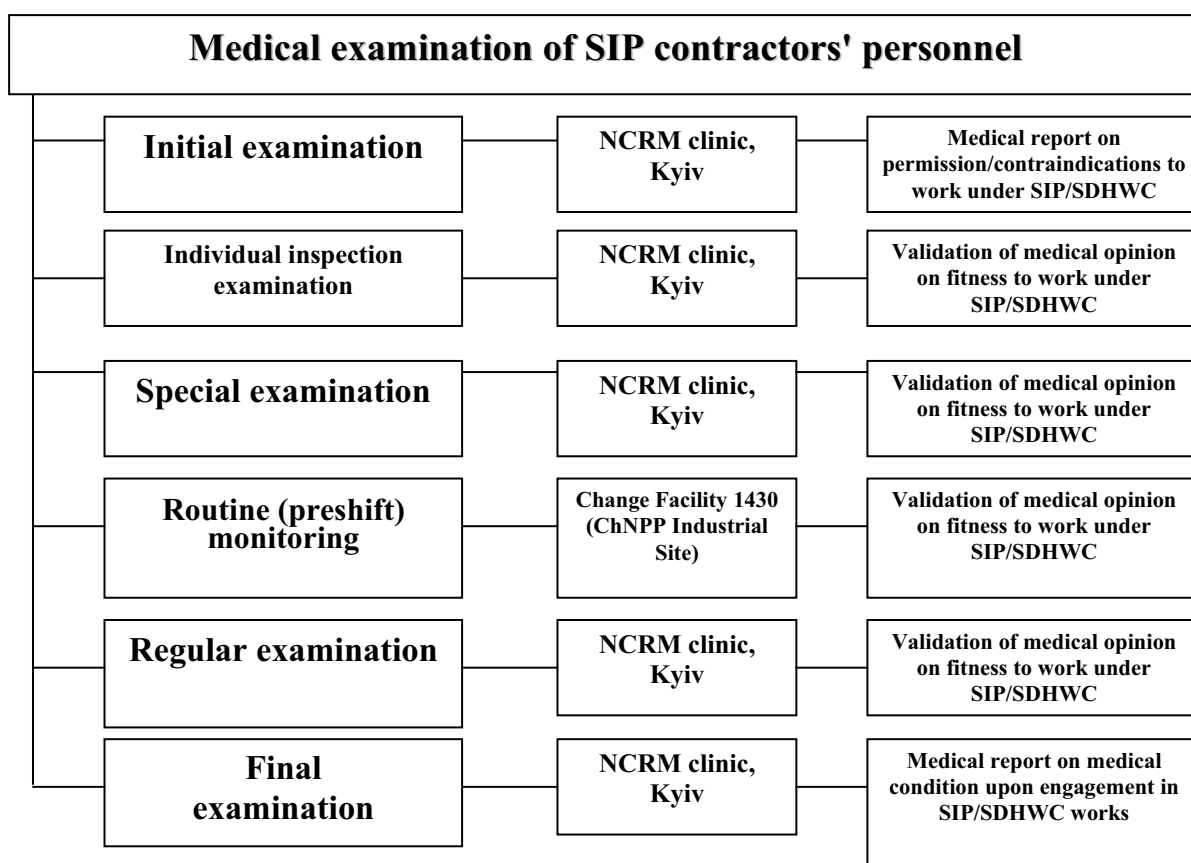 Medical examination of SIP contractors' personnel
Initial examination
NCRM clinic,
Kyiv
Medical report on
permission/contraindications to
work under SIP/SDHWC
Individual inspection
examination
NCRM clinic,
Kyiv
Validation of medical opinion
on fitness to work under
SIP/SDHWC
Special examination
NCRM clinic,
Kyiv
Validation of medical opinion
on fitness to work under
SIP/SDHWC
Routine (preshift)
monitoring
Change Facility 1430
(ChNPP Industrial
Site)
Validation of medical opinion
on fitness to work under
SIP/SDHWC
Regular examination
NCRM clinic,
Kyiv
Validation of medical opinion
on fitness to work under
SIP/SDHWC
Final
examination
NCRM clinic,
Kyiv
Medical report on medical
condition upon engagement in
SIP/SDHWC works